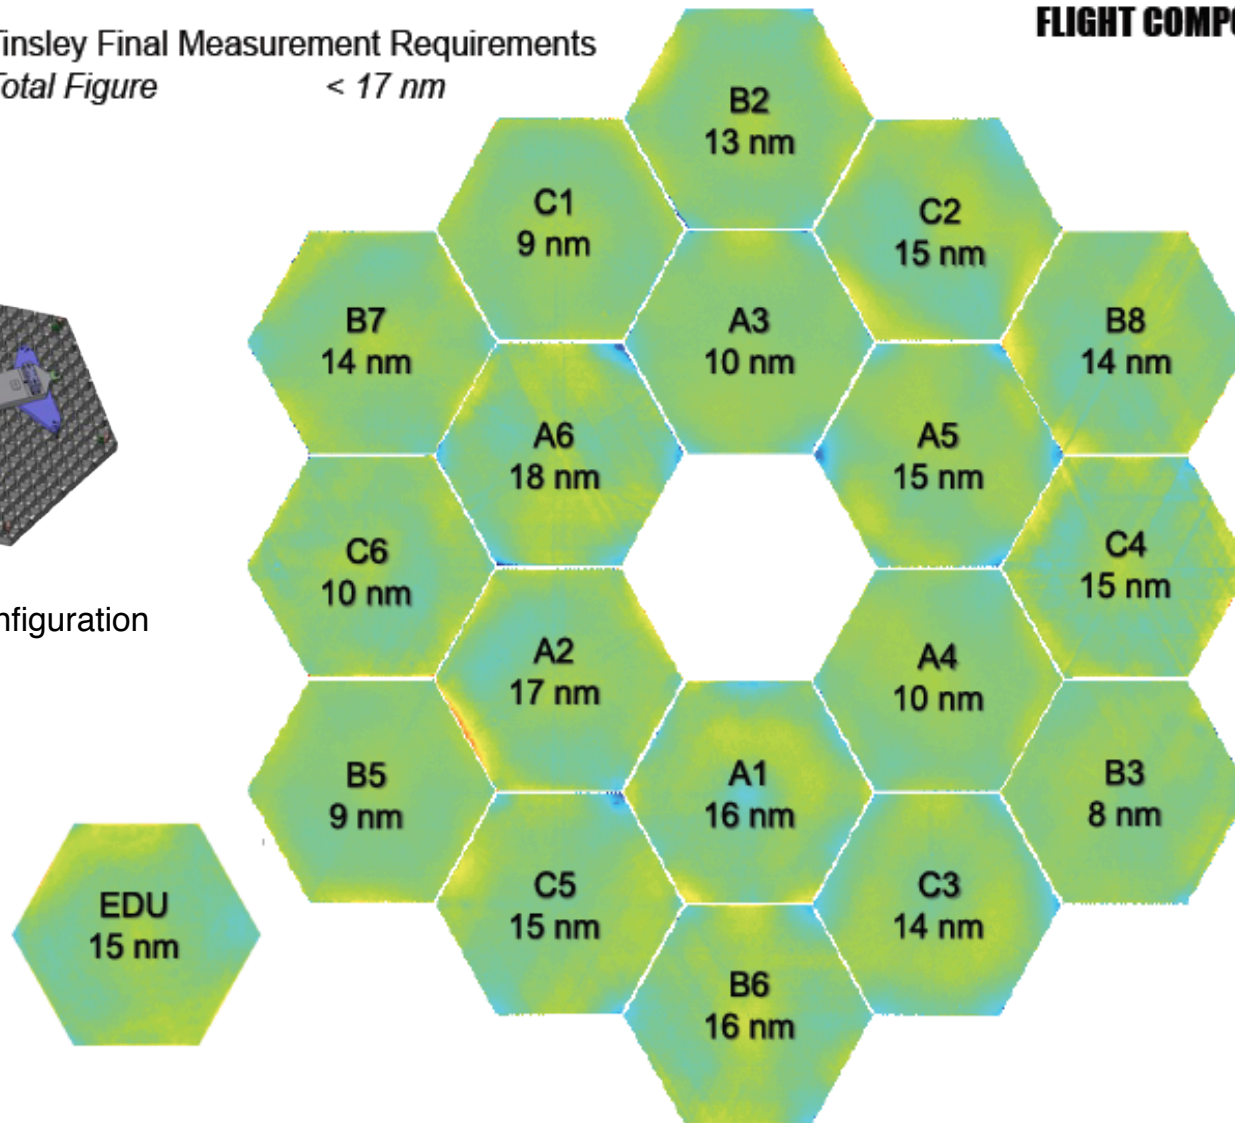 Tinsley Final Measurement Requirements
Total Figure < 17 nm
FLIGHT
B2
13 nm
C1
9 nm
C2
15 nm
B7
14 nm
A3
10 nm
B8
14 nm
A6
18 nm
A5
15 nm
C6
10 nm
C4
15 nm
nfiguration
A2
17 nm
A4
10 nm
B5
9 nm
A1
16 nm
B3
8 nm
EDU
15 nm
C5
15 nm
C3
14 nm
B6
16 nm